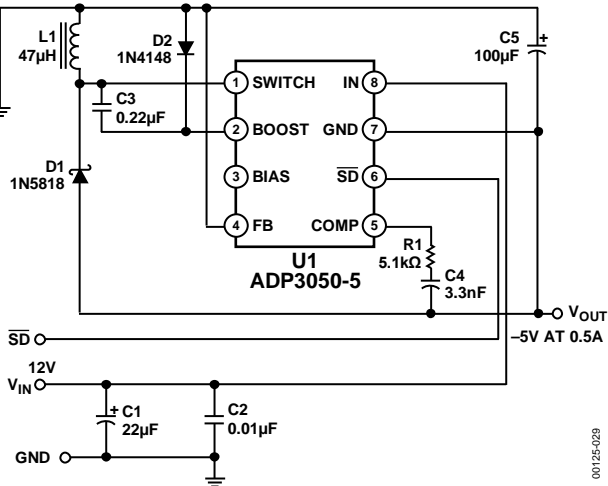 L1
47µH
D2
1N4148
C5
100µF
+
C3
0.22µF
D1
1N5818
1 SWITCH
2 BOOST
3 BIAS
4 FB
IN 8
GND 7
S̅D̅ 6
COMP 5
U1
ADP3050-5
R1
5.1kΩ
C4
3.3nF
VOUT
–5V AT 0.5A
S̅D̅
12V
VIN
+ C1
22µF
C2
0.01µF
GND
00125-029